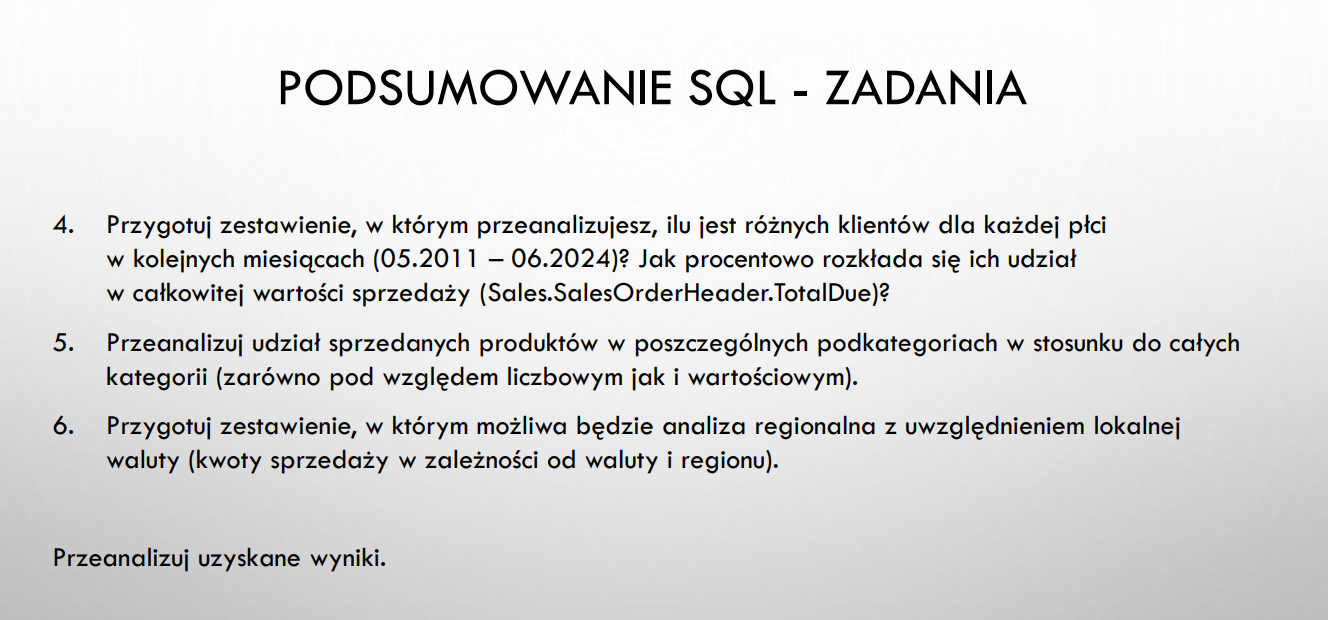 PODSUMOWANIE SQL - ZADANIA
4. Przygotuj zestawienie, w którym przeanalizujesz, ilu jest różnych klientów dla każdej płci
w kolejnych miesiącach (05.2011 – 06.2024)? Jak procentowo rozkłada się ich udział
w całkowitej wartości sprzedaży (Sales.SalesOrderHeader.TotalDue)?
5. Przeanalizuj udział sprzedanych produktów w poszczególnych podkategoriach w stosunku do całych
kategorii (zarówno pod względem liczbowym jak i wartościowym).
6. Przygotuj zestawienie, w którym możliwa będzie analiza regionalna z uwzględnieniem lokalnej
waluty (kwoty sprzedaży w zależności od waluty i regionu).
Przeanalizuj uzyskane wyniki.